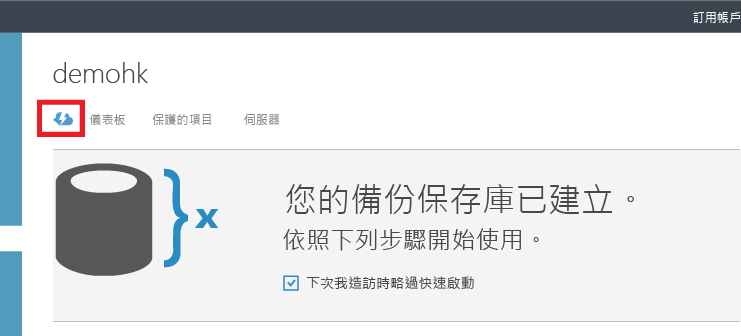 訂用帳戶
demohk
儀表板 保護的項目 伺服器
您的備份保存庫已建立。
x
依照下列步驟開始使用。
下次我造訪時略過快速啟動